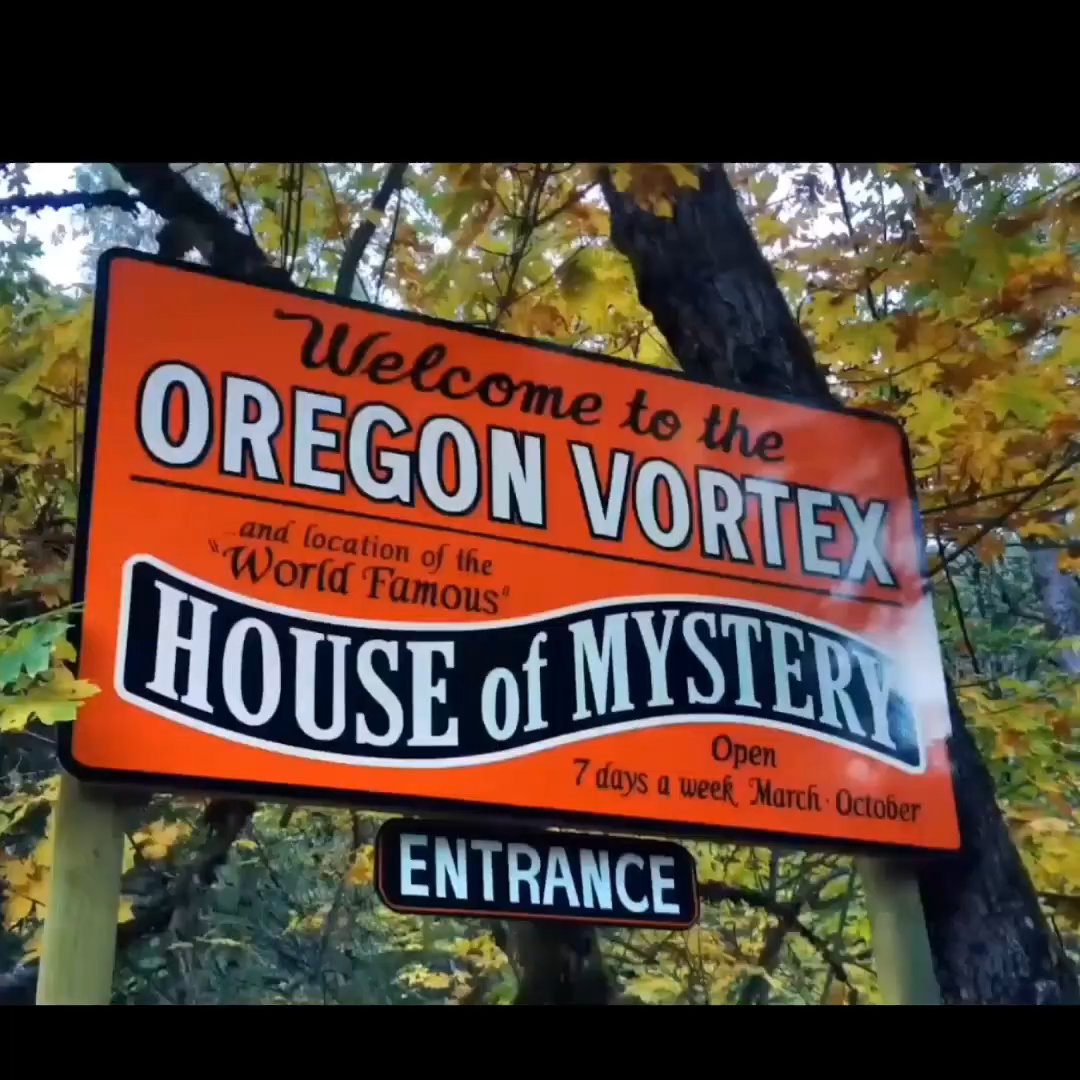 Welcome to the
OREGON VORTEX
and location of the
"World Famous"
HOUSE of MYSTERY
Open
7 days a week March · October
ENTRANCE